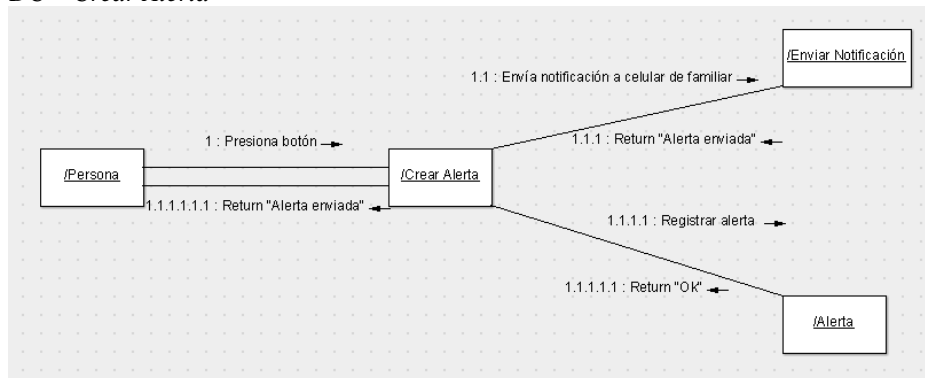 /Enviar Notificación
1.1 : Envía notificación a celular de familiar
1 : Presiona botón
1.1.1 : Return "Alerta enviada"
/Persona
/Crear Alerta
1.1.1.1.1.1 : Return "Alerta enviada"
1.1.1.1 : Registrar alerta
1.1.1.1.1 : Return "Ok"
/Alerta